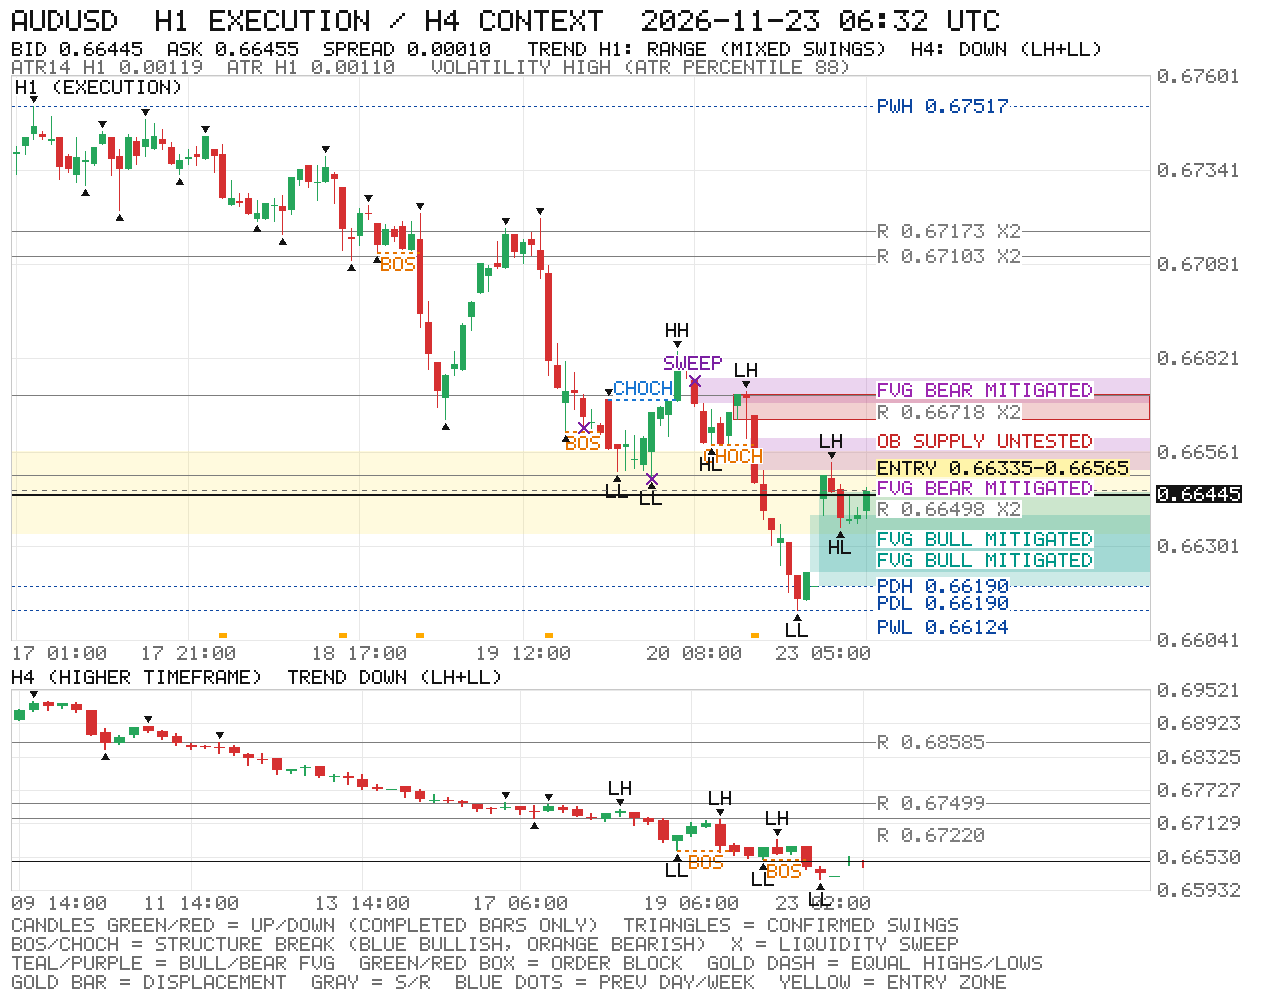 AUDUSD  H1 EXECUTION / H4 CONTEXT  2026-11-23 06:32 UTC
BID 0.66445  ASK 0.66455  SPREAD 0.00010  TREND H1: RANGE (MIXED SWINGS)  H4: DOWN (LH+LL)
ATR14 H1 0.00119  ATR H1 0.00110  VOLATILITY HIGH (ATR PERCENTILE 88)
H1 (EXECUTION)
0.67601
PWH 0.67517
0.67341
R 0.67173 X2
R 0.67103 X2
BOS
0.67081
HH
SWEEP
0.66821
LH
CHOCH
FVG BEAR MITIGATED
R 0.66718 X2
BOS
LH
OB SUPPLY UNTESTED
CHOCH
0.66561
HL
ENTRY 0.66335-0.66565
LL
LL
FVG BEAR MITIGATED
0.66445
R 0.66498 X2
FVG BULL MITIGATED
HL
0.66301
FVG BULL MITIGATED
PDH 0.66190
PDL 0.66190
LL
PWL 0.66124
0.66041
17 01:00  17 21:00  18 17:00  19 12:00  20 08:00  23 05:00
H4 (HIGHER TIMEFRAME)  TREND DOWN (LH+LL)
0.69521
0.68923
R 0.68585
0.68325
LH
0.67727
LH
R 0.67499
LH
0.67129
R 0.67220
BOS
0.66530
LL
BOS
LL
0.65932
LL
09 14:00  11 14:00  13 14:00  17 06:00  19 06:00  23 02:00
CANDLES GREEN/RED = UP/DOWN (COMPLETED BARS ONLY)  TRIANGLES = CONFIRMED SWINGS
BOS/CHOCH = STRUCTURE BREAK (BLUE BULLISH, ORANGE BEARISH)  X = LIQUIDITY SWEEP
TEAL/PURPLE = BULL/BEAR FVG  GREEN/RED BOX = ORDER BLOCK  GOLD DASH = EQUAL HIGHS/LOWS
GOLD BAR = DISPLACEMENT  GRAY = S/R  BLUE DOTS = PREV DAY/WEEK  YELLOW = ENTRY ZONE